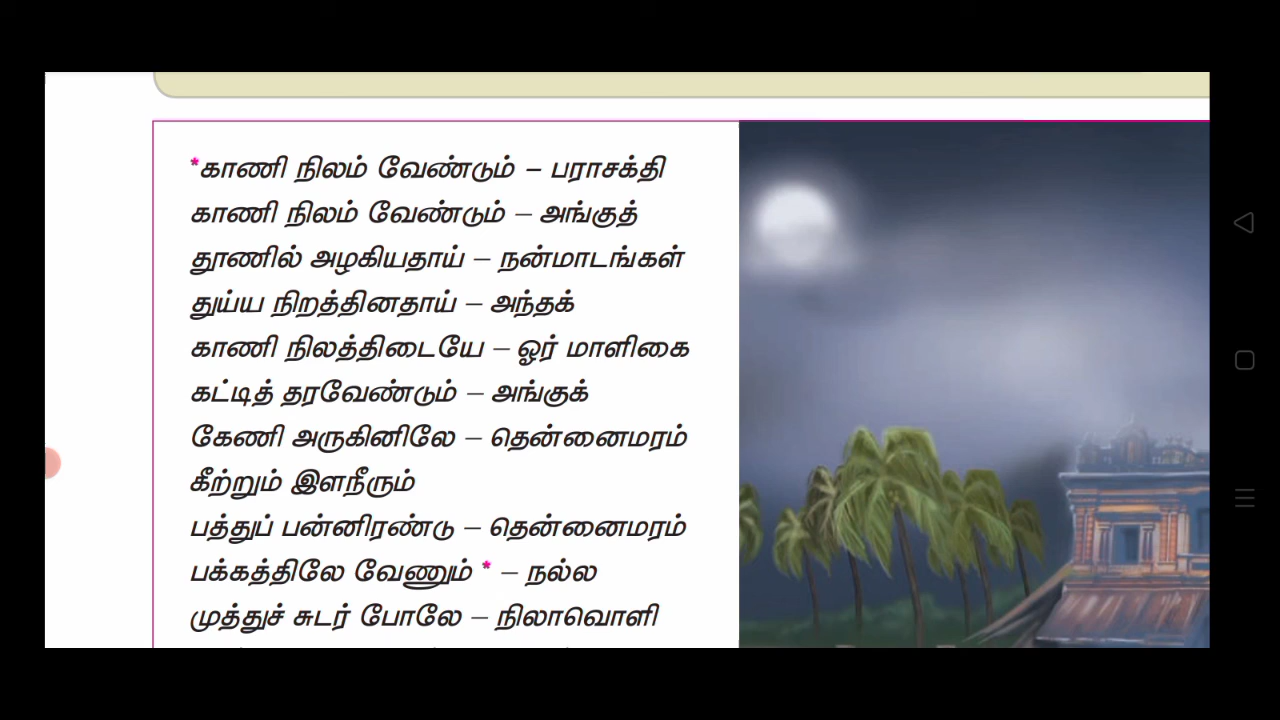 *காணி நிலம் வேண்டும் – பராசக்தி
காணி நிலம் வேண்டும் – அங்குத்
தூணில் அழகியதாய் – நன்மாடங்கள்
துய்ய நிறத்தினதாய் – அந்தக்
காணி நிலத்திடையே – ஓர் மாளிகை
கட்டித் தரவேண்டும் – அங்குக்
கேணி அருகினிலே – தென்னைமரம்
கீற்றும் இளநீரும்
பத்துப் பன்னிரண்டு – தென்னைமரம்
பக்கத்திலே வேணும் * – நல்ல
முத்துச் சுடர் போலே – நிலாவொளி